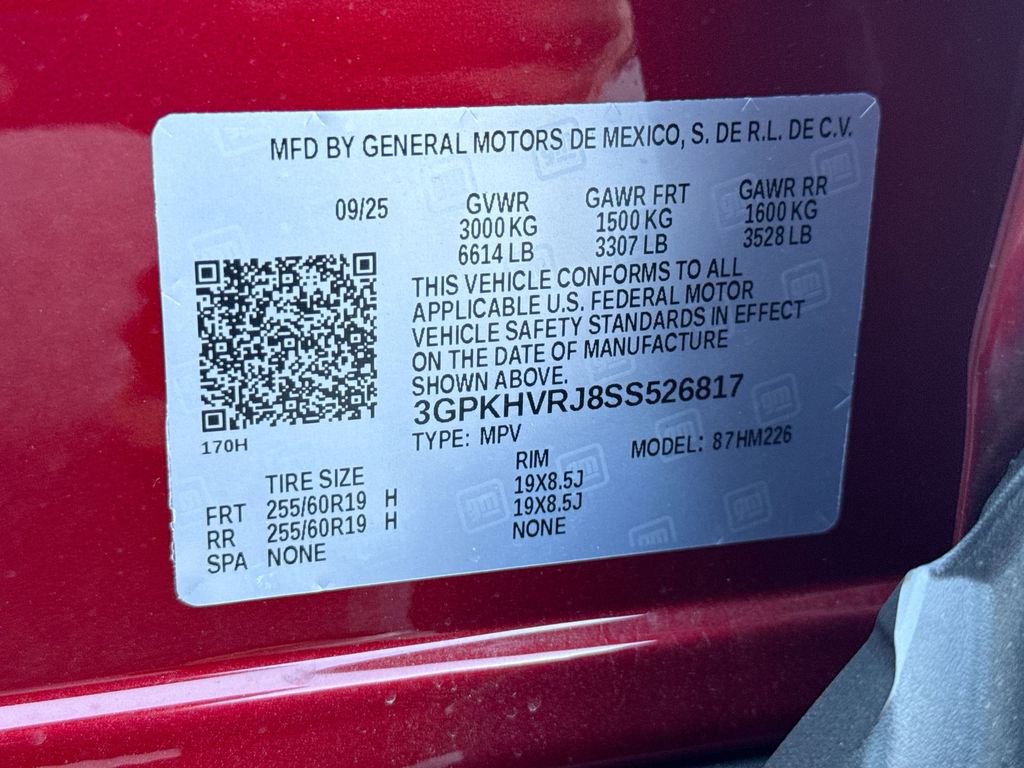 MFD BY GENERAL MOTORS DE MEXICO, S. DE R.L. DE C.V.
09/25 GVWR GAWR FRT GAWR RR
3000 KG 1500 KG 1600 KG
6614 LB 3307 LB 3528 LB
THIS VEHICLE CONFORMS TO ALL
APPLICABLE U.S. FEDERAL MOTOR
VEHICLE SAFETY STANDARDS IN EFFECT
ON THE DATE OF MANUFACTURE
SHOWN ABOVE.
3GPKHVRJ8SS526817
170H
TYPE: MPV MODEL: 87HM226
TIRE SIZE RIM
FRT 255/60R19 H 19X8.5J
RR 255/60R19 H 19X8.5J
SPA NONE NONE